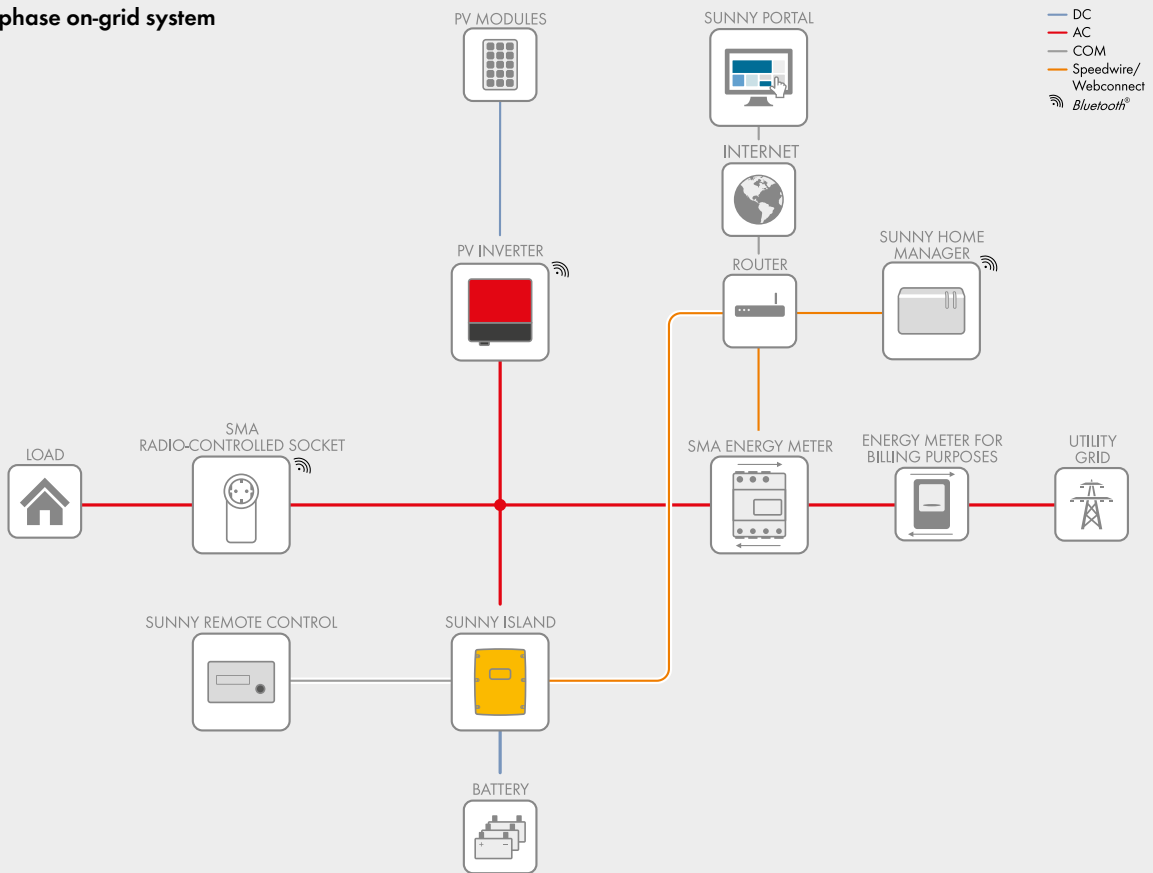 phase on-grid system
PV MODULES
SUNNY PORTAL
DC
AC
COM
Speedwire/
Webconnect
Bluetooth®
INTERNET
PV INVERTER
ROUTER
SUNNY HOME
MANAGER
LOAD
SMA
RADIO-CONTROLLED SOCKET
SMA ENERGY METER
ENERGY METER FOR
BILLING PURPOSES
UTILITY
GRID
SUNNY REMOTE CONTROL
SUNNY ISLAND
BATTERY
+ −